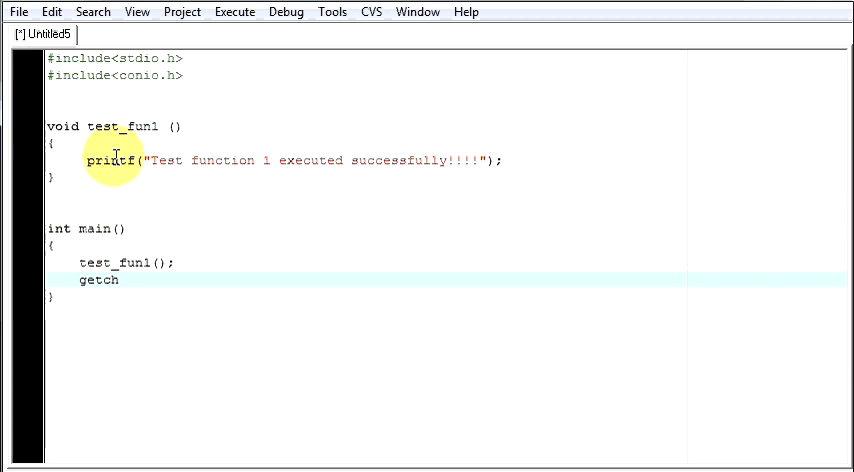 File Edit Search View Project Execute Debug Tools CVS Window Help
[*] Untitled5
#include<stdio.h>
#include<conio.h>
void test_fun1 ()
{
printf("Test function 1 executed successfully!!!!");
}
int main()
{
test_fun1();
getch
}